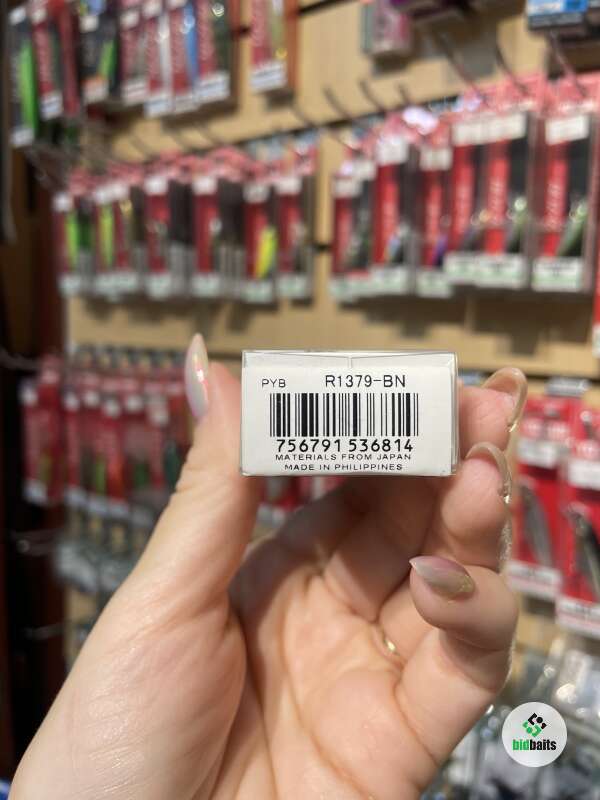 PYB R1379-BN
756791 536814
MATERIALS FROM JAPAN
MADE IN PHILIPPINES
bidbaits